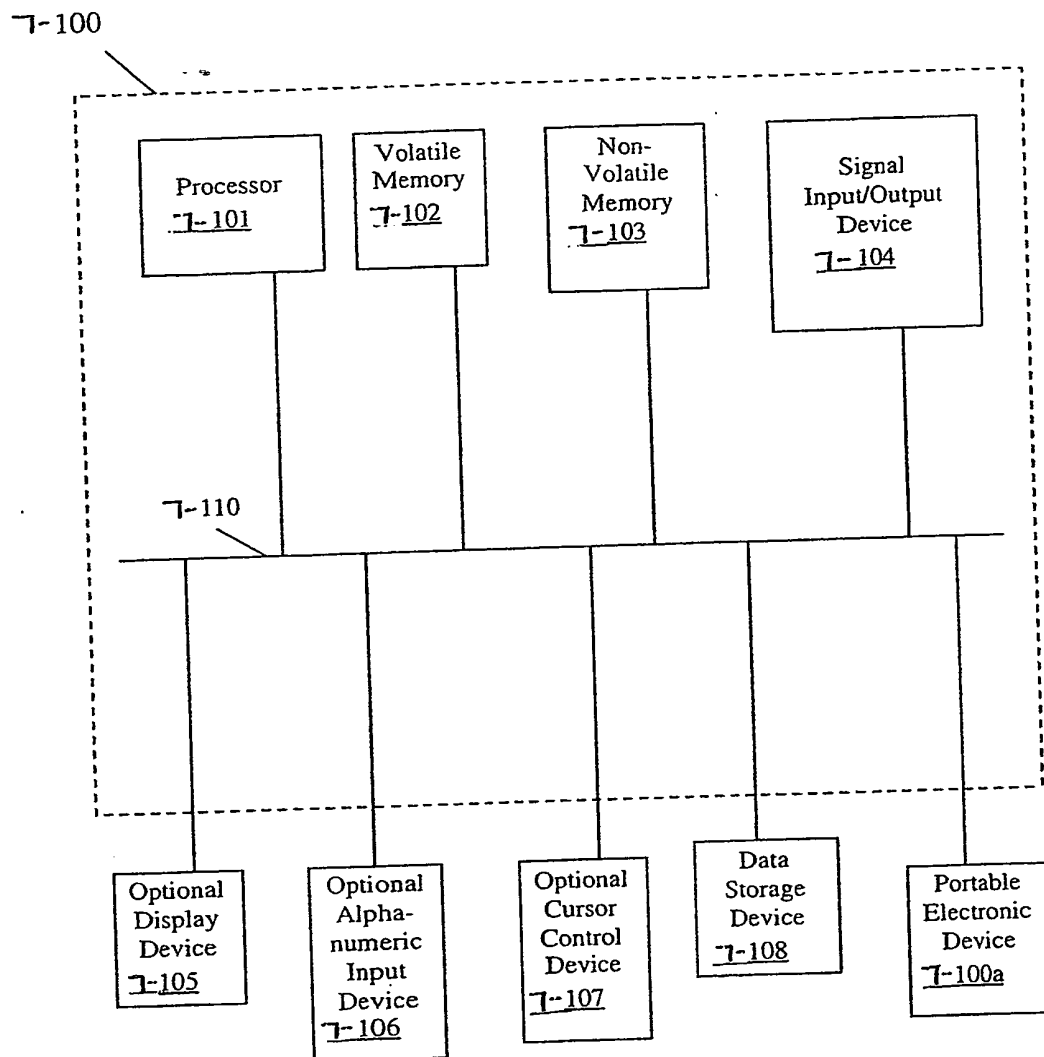 7-100
Processor
7-101
Volatile
Memory
7-102
Non-
Volatile
Memory
7-103
Signal
Input/Output
Device
7-104
7-110
Optional
Display
Device
7-105
Optional
Alpha-
numeric
Input
Device
7-106
Optional
Cursor
Control
Device
7-107
Data
Storage
Device
7-108
Portable
Electronic
Device
7-100a